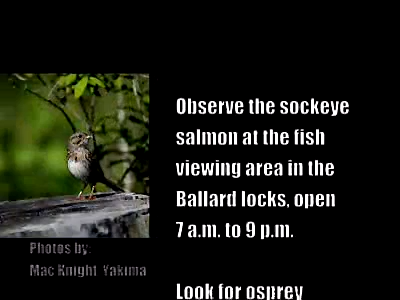 Observe the sockeye
salmon at the fish
viewing area in the
Ballard locks, open
7 a.m. to 9 p.m.
Look for osprey
Photos by:
Mac Knight Yakima